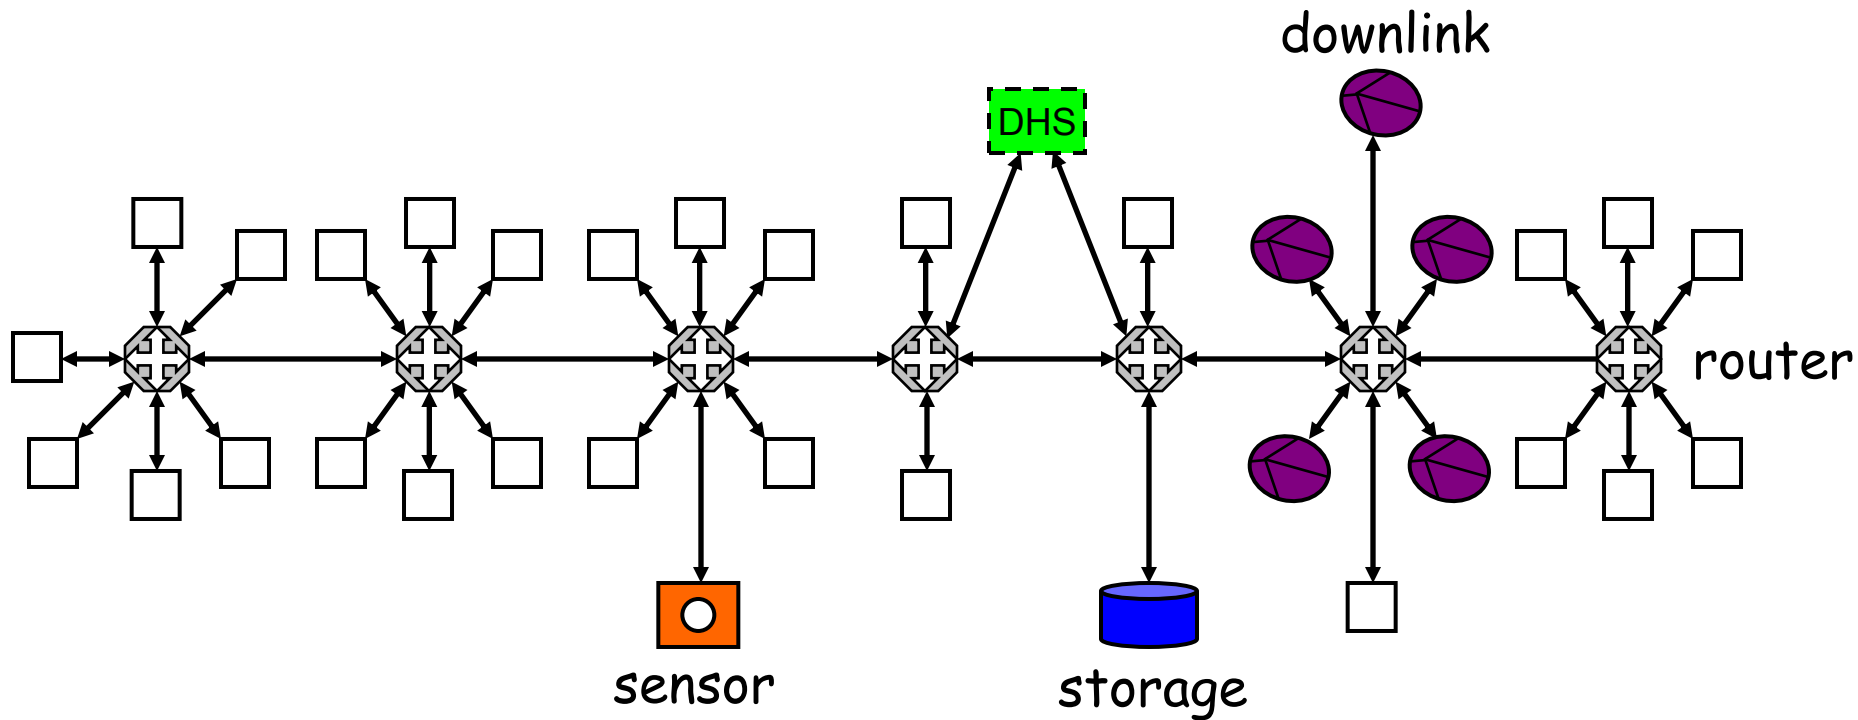 downlink
DHS
router
sensor
storage